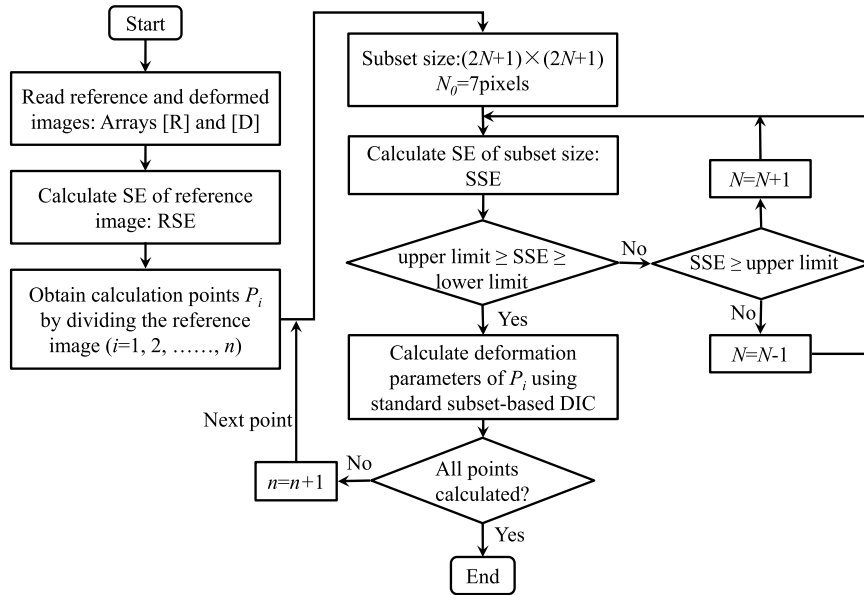 Start
Read reference and deformed
images: Arrays [R] and [D]
Calculate SE of reference
image: RSE
Obtain calculation points Pi
by dividing the reference
image (i=1, 2, ……, n)
Subset size:(2N+1)×(2N+1)
N0=7pixels
Calculate SE of subset size:
SSE
upper limit ≥ SSE ≥
lower limit
No
SSE ≥ upper limit
N=N+1
No
N=N-1
Yes
Calculate deformation
parameters of Pi using
standard subset-based DIC
All points
calculated?
No
n=n+1
Next point
Yes
End